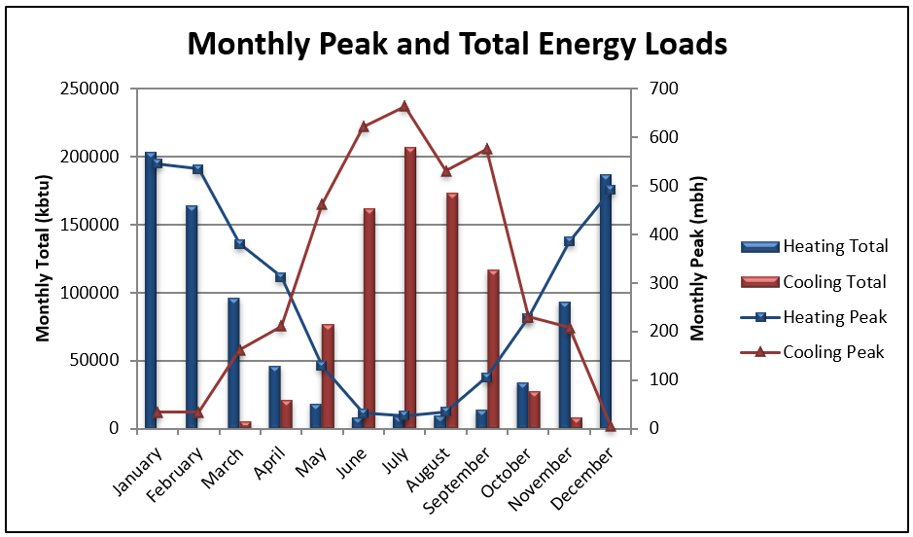 Monthly Peak and Total Energy Loads
Monthly Total (kbtu)
250000
200000
150000
100000
50000
0
700
600
500
400
300
200
100
0
Monthly Peak (mbh)
January
February
March
April
May
June
July
August
September
October
November
December
Heating Total
Cooling Total
Heating Peak
Cooling Peak